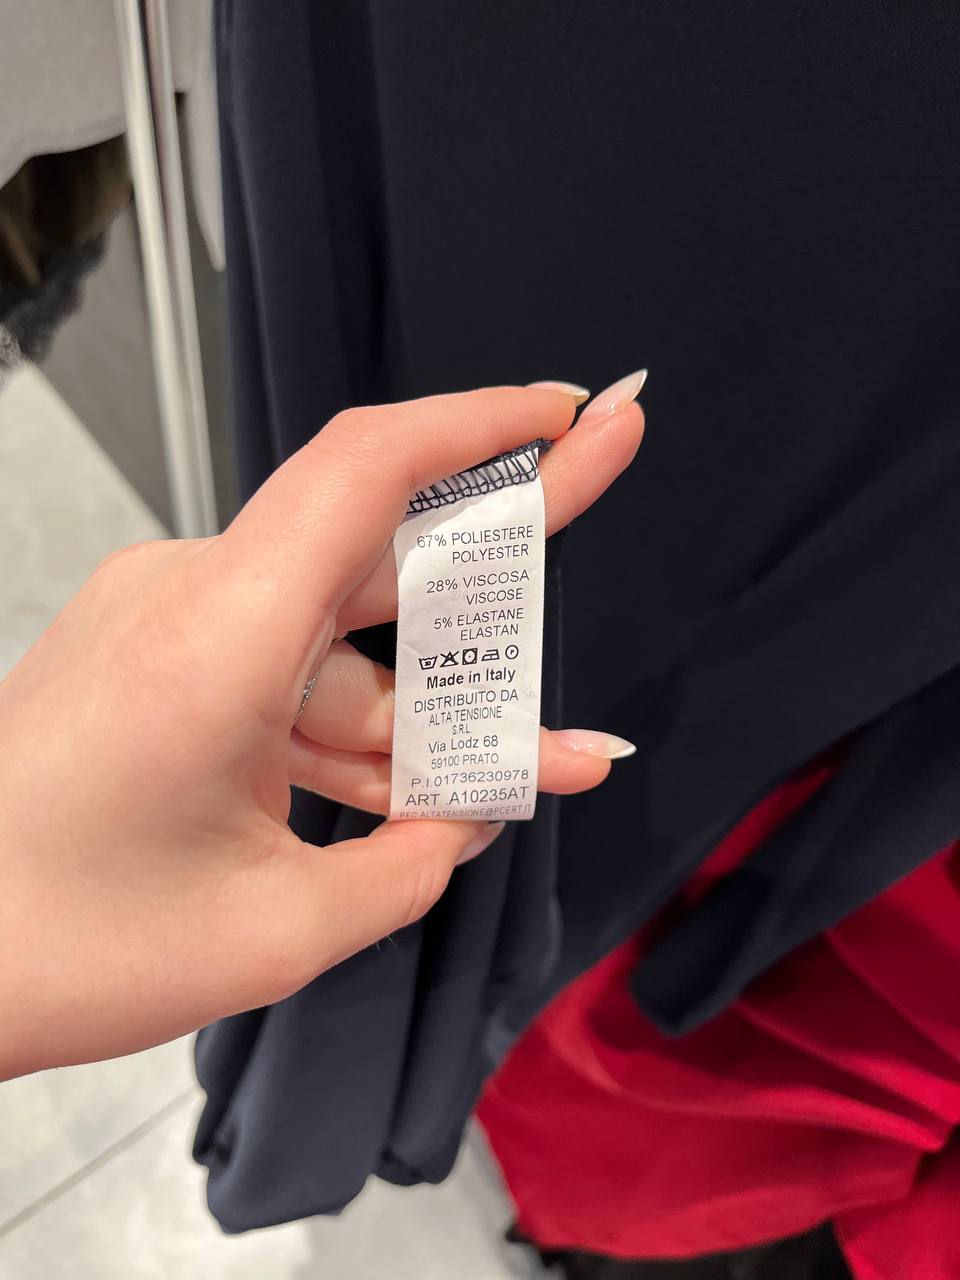 67% POLIESTERE
POLYESTER
28% VISCOSA
VISCOSE
5% ELASTANE
ELASTAN
Made in Italy
DISTRIBUITO DA
ALTA TENSIONE
S.R.L.
Via Lodz 68
59100 PRATO
P.I.01736230978
ART .A10235AT
PEC ALTATENSIONE@PCERT.IT